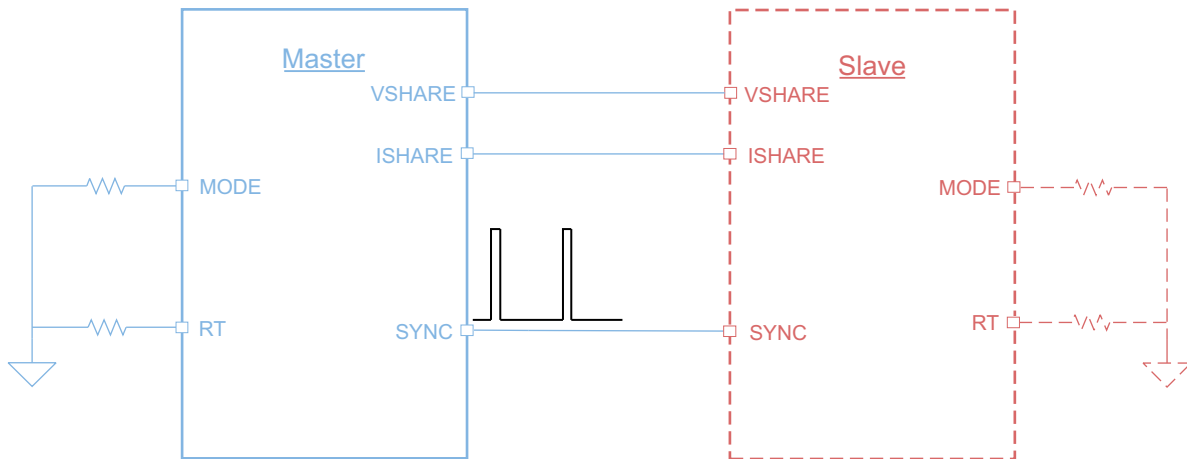 Master
VSHARE
ISHARE
MODE
RT
SYNC
Slave
VSHARE
ISHARE
MODE
RT
SYNC